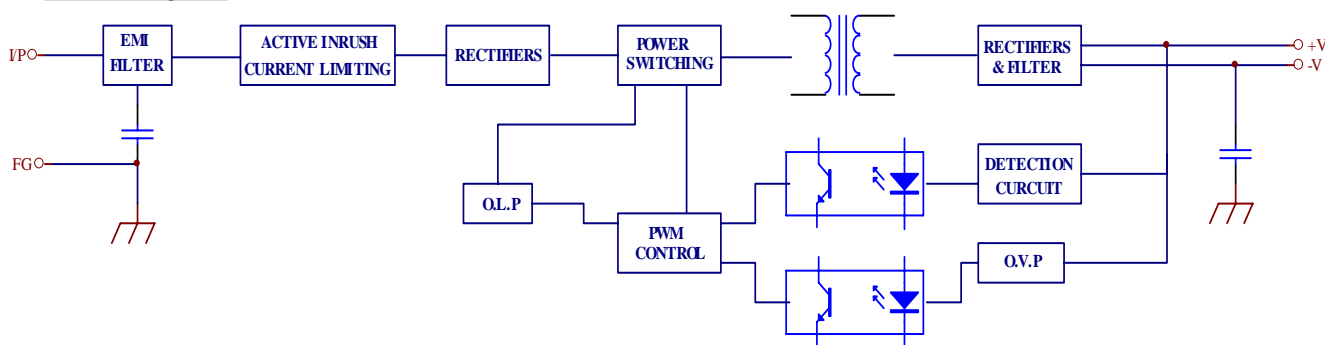 I/P
EMI
FILTER
ACTIVE INRUSH
CURRENT LIMITING
RECTIFIERS
POWER
SWITCHING
RECTIFIERS
& FILTER
+V
-V
FG
O.L.P
PWM
CONTROL
DETECTION
CURCUIT
O.V.P